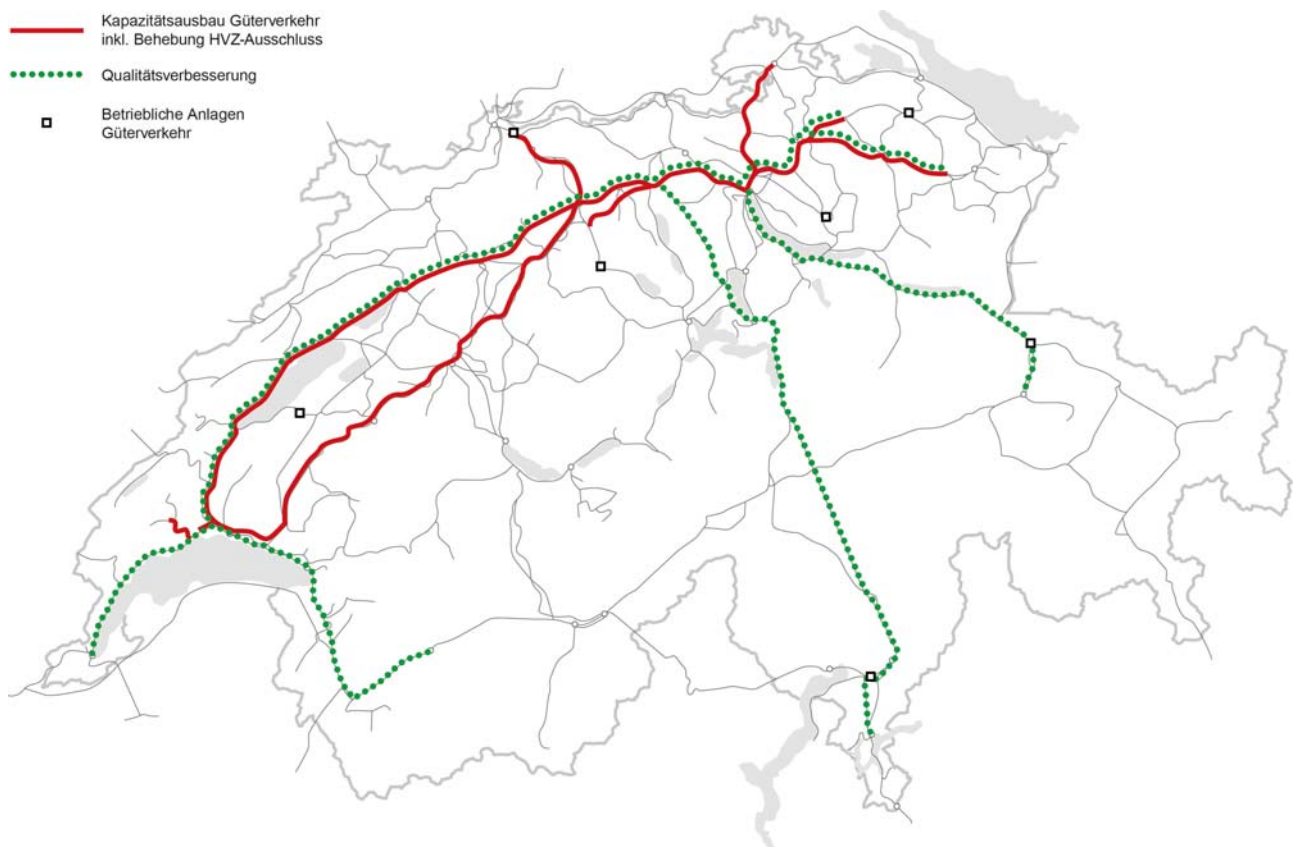 Kapazitätsausbau Güterverkehr
inkl. Behebung HVZ-Ausschluss
Qualitätsverbesserung
Betriebliche Anlagen
Güterverkehr